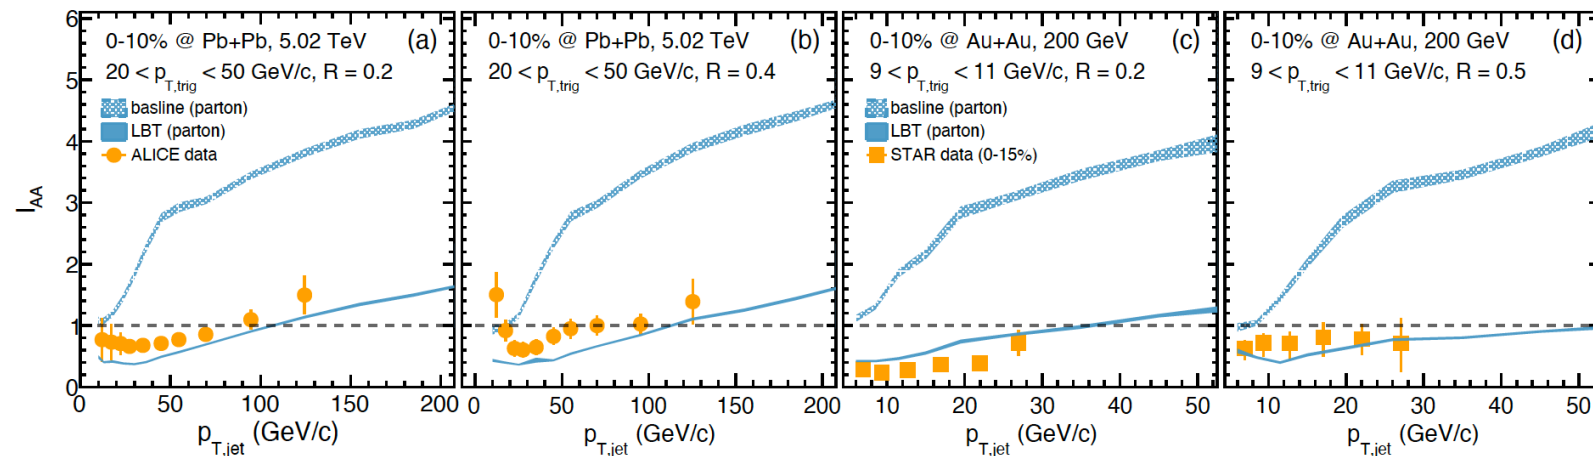 0-10% @ Pb+Pb, 5.02 TeV (a)
20 < p_T,trig < 50 GeV/c, R = 0.2
basline (parton)
LBT (parton)
ALICE data
0-10% @ Pb+Pb, 5.02 TeV (b)
20 < p_T,trig < 50 GeV/c, R = 0.4
0-10% @ Au+Au, 200 GeV (c)
9 < p_T,trig < 11 GeV/c, R = 0.2
basline (parton)
LBT (parton)
STAR data (0-15%)
0-10% @ Au+Au, 200 GeV (d)
9 < p_T,trig < 11 GeV/c, R = 0.5
I_AA
6
5
4
3
2
1
0
0 50 100 150 200
0 50 100 150 200
10 20 30 40 50
10 20 30 40 50
p_T,jet (GeV/c)
p_T,jet (GeV/c)
p_T,jet (GeV/c)
p_T,jet (GeV/c)